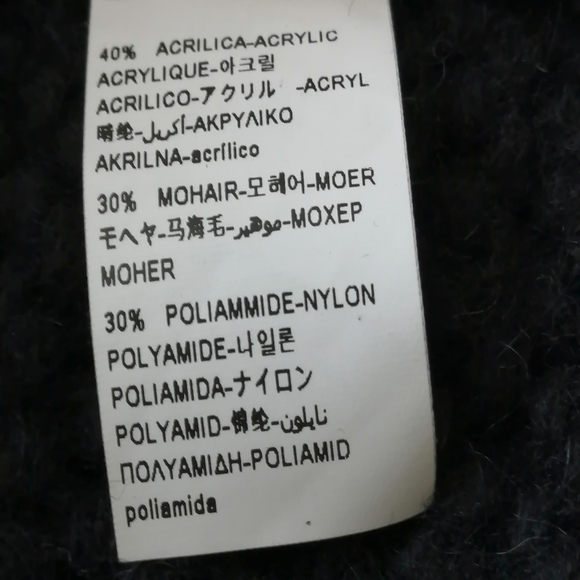 40% ACRILICA-ACRYLIC
ACRYLIQUE-아크릴
ACRILICO-アクリル -ACRYL
腈纶-أكريل-ΑΚΡΥΛΙΚΟ
AKRILNA-acrílico
30% MOHAIR-모헤어-MOER
モヘヤ-马海毛-موهير-MOXEP
MOHER
30% POLIAMMIDE-NYLON
POLYAMIDE-나일론
POLIAMIDA-ナイロン
POLYAMID-锦纶-نايلون
ΠΟΛΥΑΜΙΔΗ-POLIAMID
poliamida